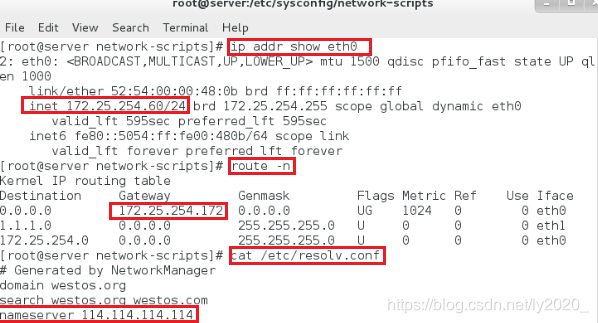 root@server:/etc/sysconfig/network-scripts
File Edit View Search Terminal Help
[root@server network-scripts]# ip addr show eth0
2: eth0: <BROADCAST,MULTICAST,UP,LOWER_UP> mtu 1500 qdisc pfifo_fast state UP ql
en 1000
link/ether 52:54:00:00:48:0b brd ff:ff:ff:ff:ff:ff
inet 172.25.254.60/24 brd 172.25.254.255 scope global dynamic eth0
valid_lft 595sec preferred_lft 595sec
inet6 fe80::5054:ff:fe00:480b/64 scope link
valid_lft forever preferred_lft forever
[root@server network-scripts]# route -n
Kernel IP routing table
Destination Gateway Genmask Flags Metric Ref Use Iface
0.0.0.0 172.25.254.172 0.0.0.0 UG 1024 0 0 eth0
1.1.1.0 0.0.0.0 255.255.255.0 U 0 0 0 eth1
172.25.254.0 0.0.0.0 255.255.255.0 U 0 0 0 eth0
[root@server network-scripts]# cat /etc/resolv.conf
# Generated by NetworkManager
domain westos.org
search westos.org westos.com
nameserver 114.114.114.114
https://blog.csdn.net/ly2020_